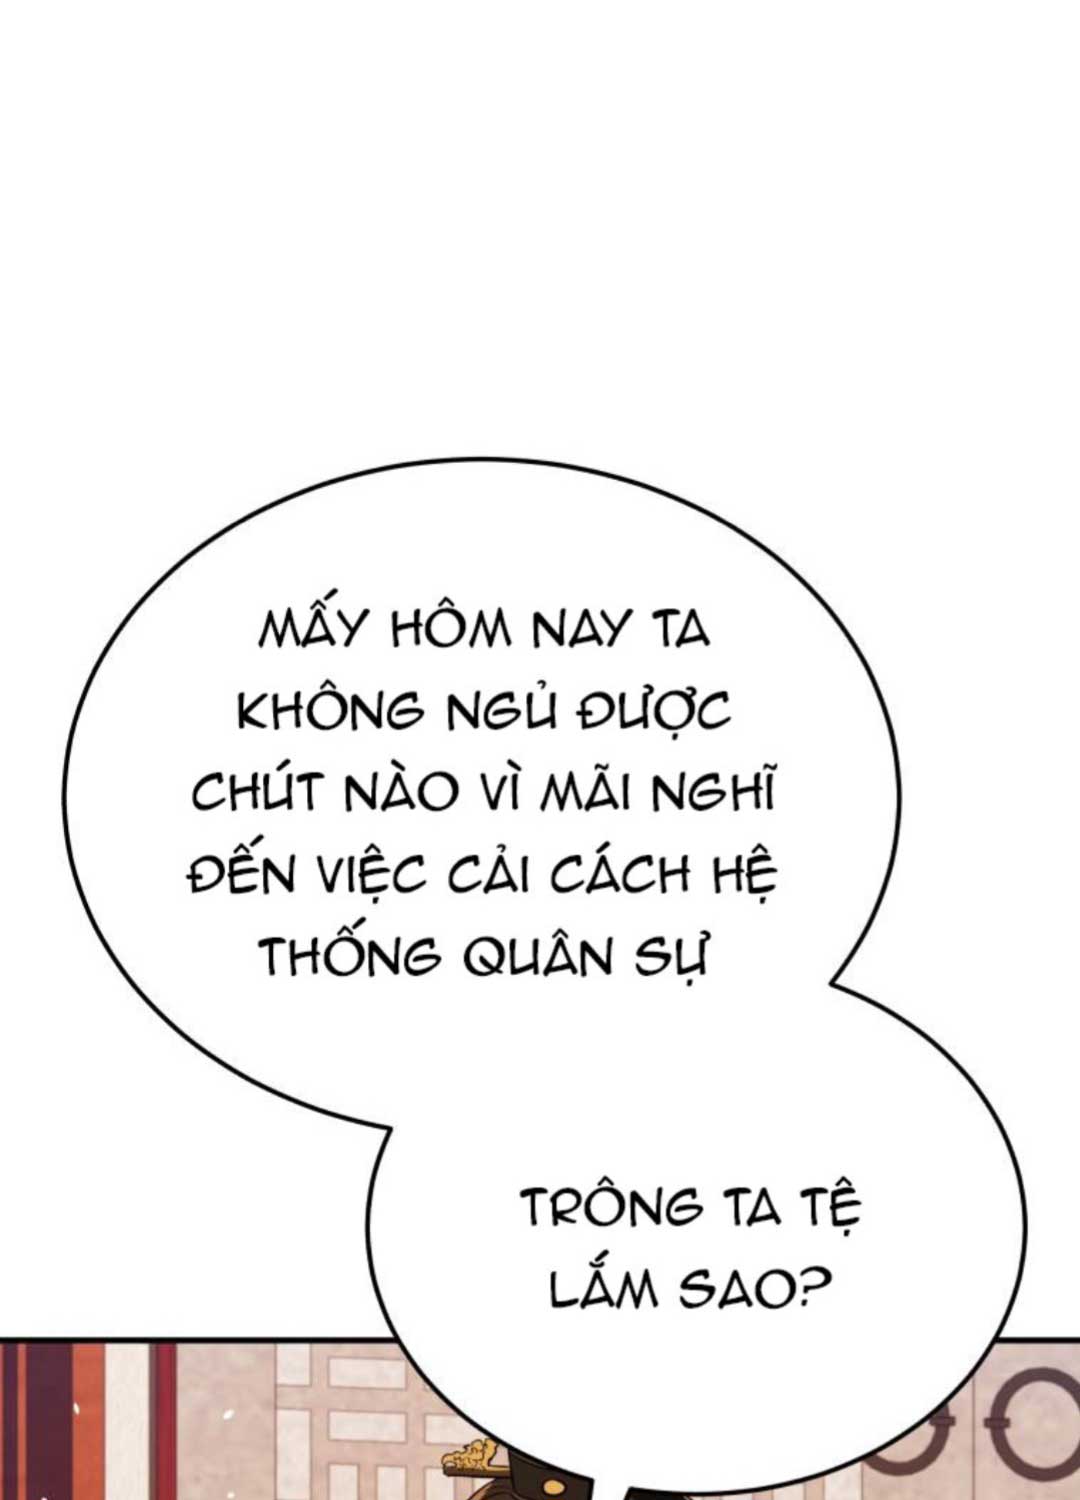 MẤY HÔM NAY TA
KHÔNG NGỦ ĐƯỢC
CHÚT NÀO VÌ MÃI NGHĨ
ĐẾN VIỆC CẢI CÁCH HỆ
THỐNG QUÂN SỰ
TRÔNG TA TỆ
LẮM SAO?